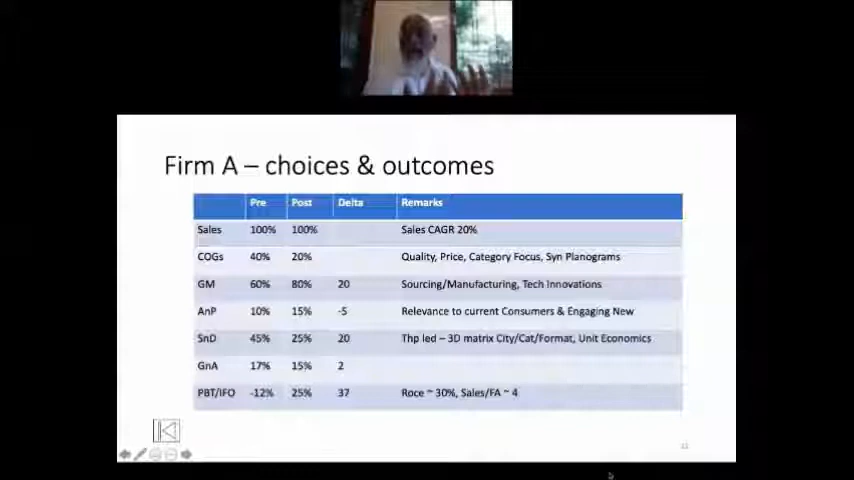 Firm A – choices & outcomes
Pre Post Delta Remarks
Sales 100% 100% Sales CAGR 20%
COGs 40% 20% Quality, Price, Category Focus, Syn Planograms
GM 60% 80% 20 Sourcing/Manufacturing, Tech Innovations
AnP 10% 15% -5 Relevance to current Consumers & Engaging New
SnD 45% 25% 20 Thp led – 3D matrix City/Cat/Format, Unit Economics
GnA 17% 15% 2
PBT/IFO -12% 25% 37 Roce ~ 30%, Sales/FA ~ 4